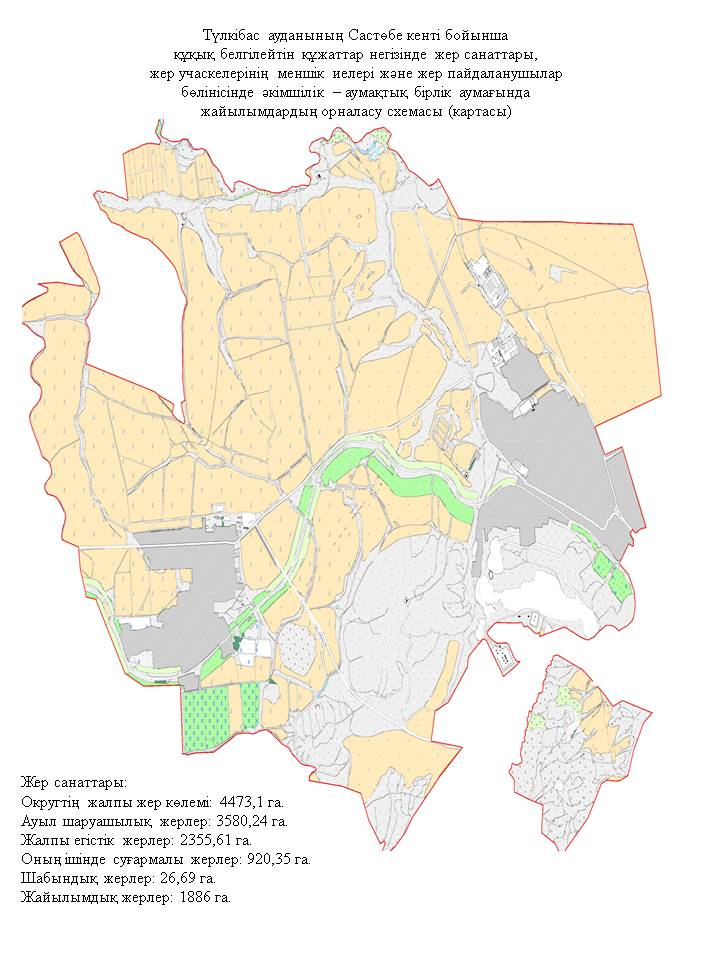 Түлкібас ауданының Састөбе кенті бойынша
құқық белгілейтін құжаттар негізінде жер санаттары,
жер учаскелерінің меншік иелері және жер пайдаланушылар
бөлінісінде әкімшілік – аумақтық бірлік аумағында
жайылымдардың орналасу схемасы (картасы)
Жер санаттары:
Округтің жалпы жер көлемі: 4473,1 га.
Ауыл шаруашылық жерлер: 3580,24 га.
Жалпы егістік жерлер: 2355,61 га.
Оның ішінде суғармалы жерлер: 920,35 га.
Шабындық жерлер: 26,69 га.
Жайылымдық жерлер: 1886 га.